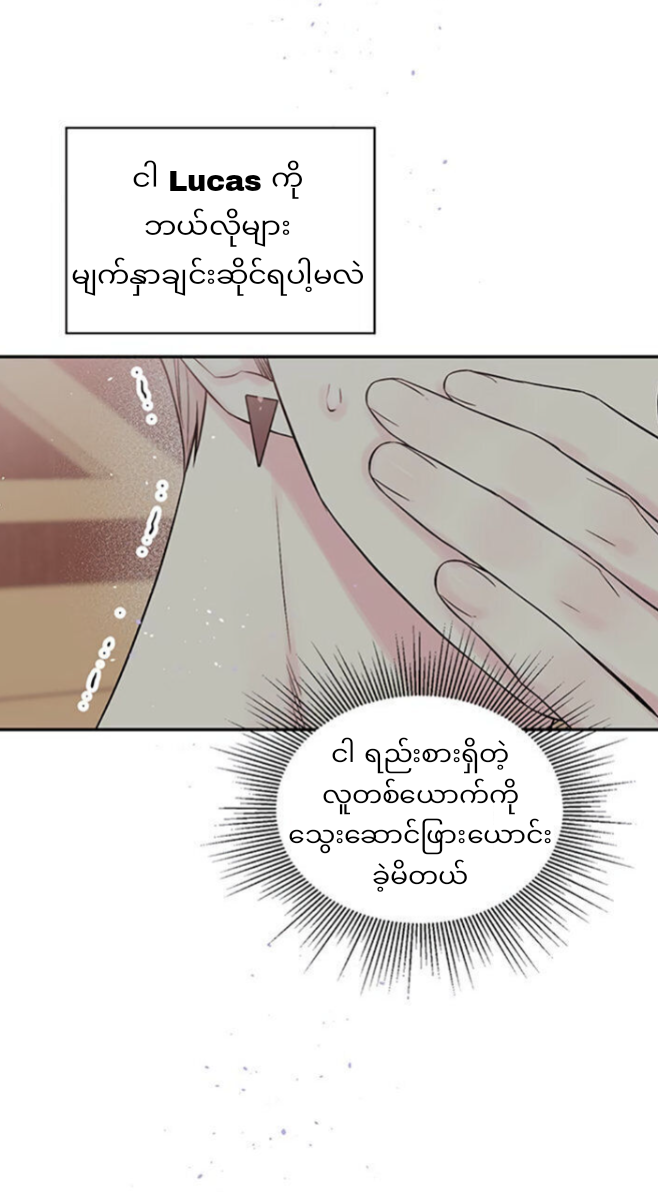 ငါ Lucas ကို
ဘယ်လိုများ
မျက်နှာချင်းဆိုင်ရပါ့မလဲ
ငါ ရည်းစားရှိတဲ့
လူတစ်ယောက်ကို
သွေးဆောင်ဖြားယောင်း
ခဲ့မိတယ်